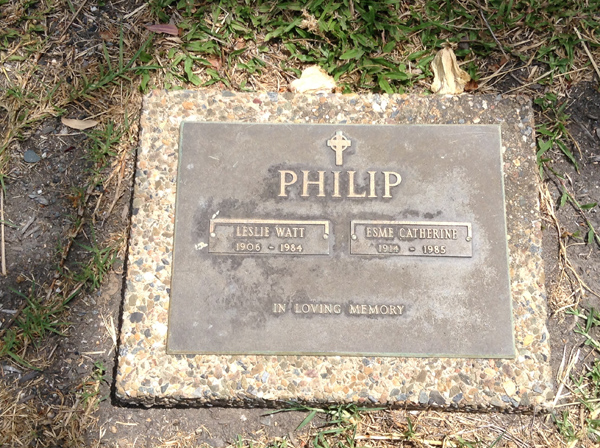 PHILIP
LESLIE WATT
1906 - 1984
ESME CATHERINE
1914 - 1985
IN LOVING MEMORY